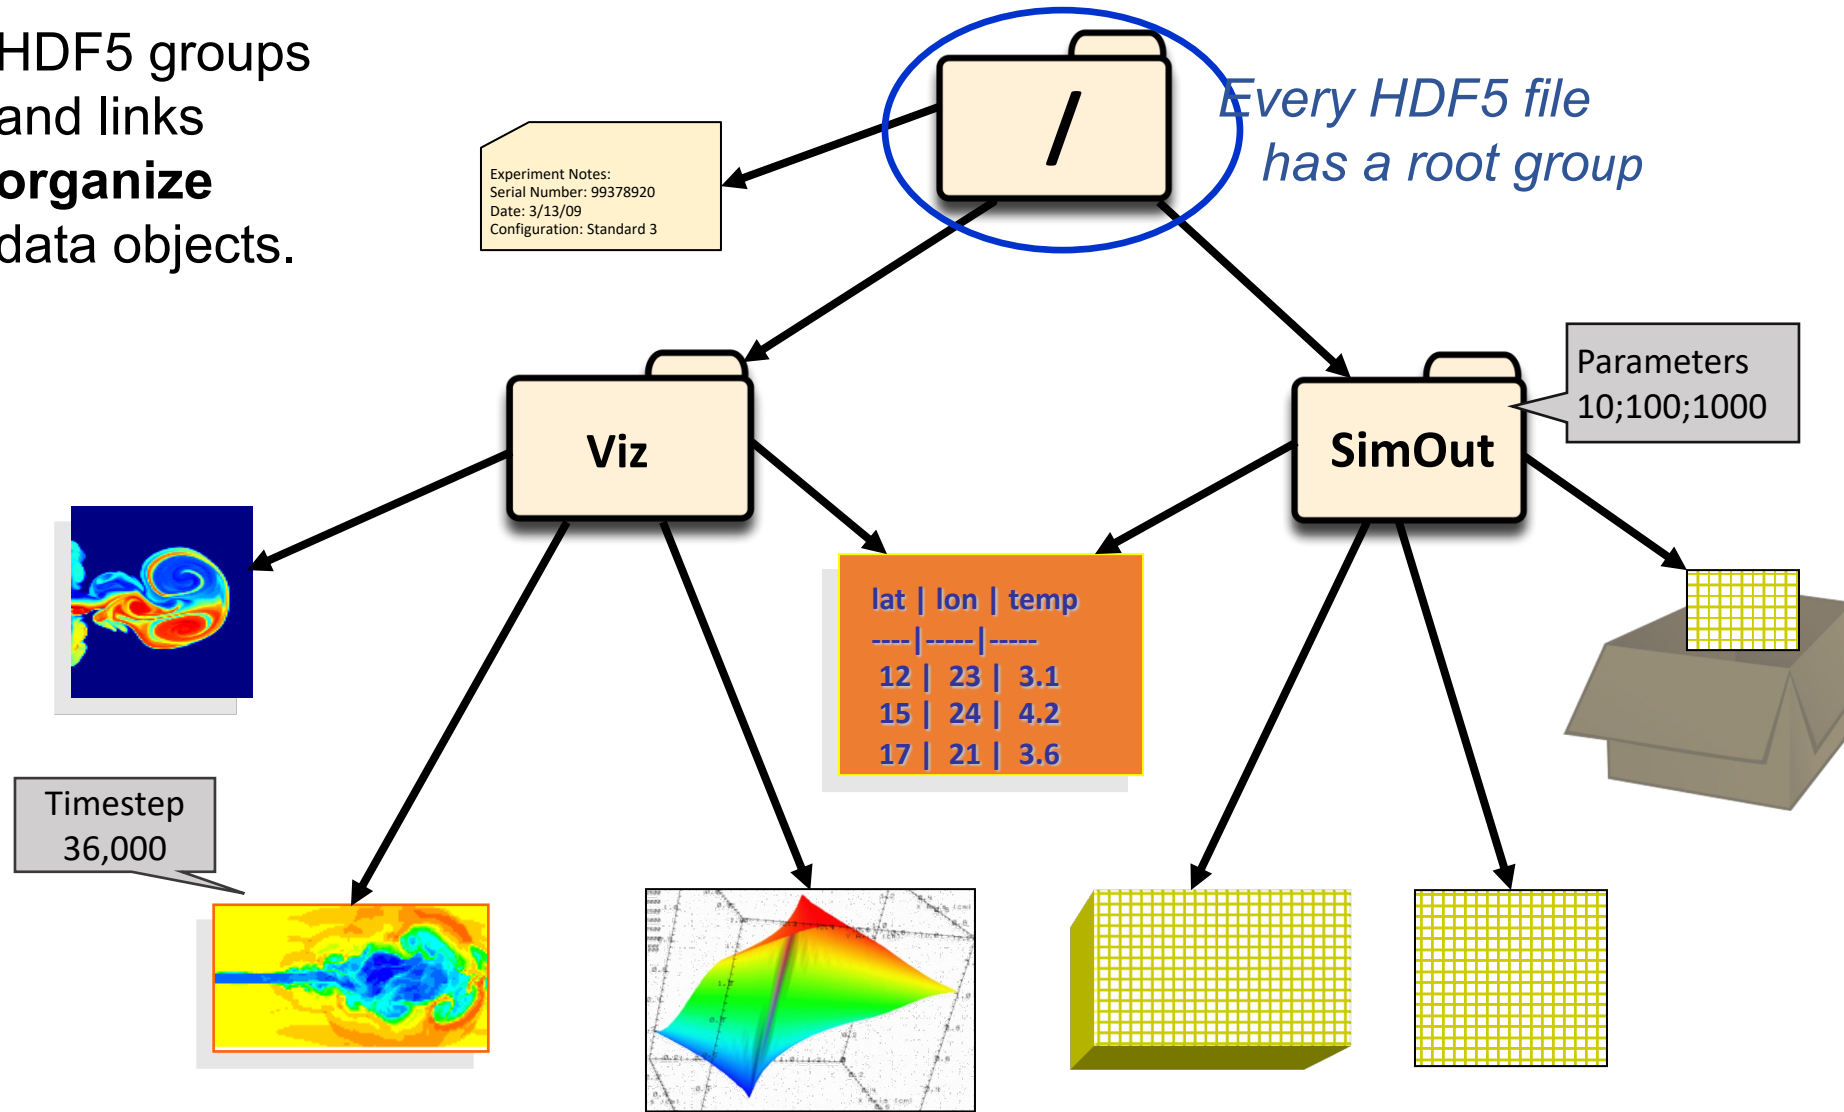 HDF5 groups
and links
organize
data objects.
/
Every HDF5 file
has a root group
Experiment Notes:
Serial Number: 99378920
Date: 3/13/09
Configuration: Standard 3
Parameters
10;100;1000
Viz
SimOut
lat | lon | temp
----|-----|-----
12 | 23 | 3.1
15 | 24 | 4.2
17 | 21 | 3.6
Timestep
36,000